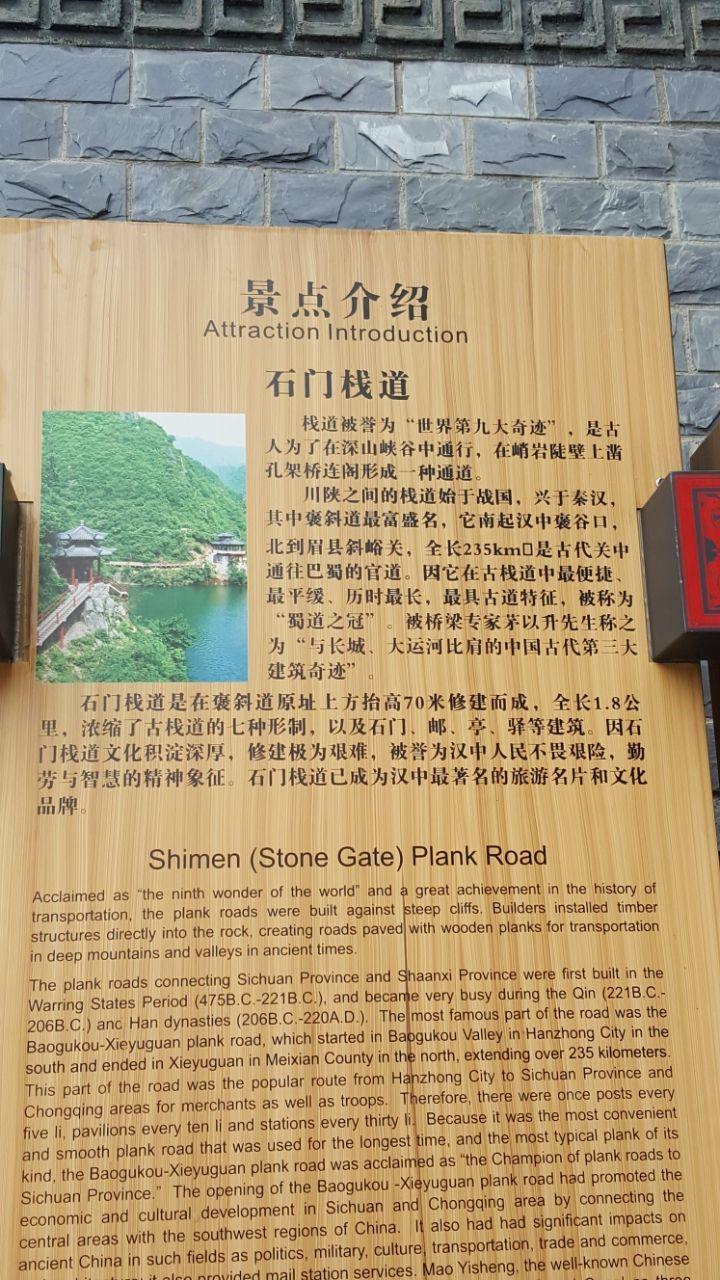 景点介绍
Attraction Introduction
石门栈道
栈道被誉为“世界第九大奇迹”，是古
人为了在深山峡谷中通行，在峭岩陡壁上凿
孔架桥连阁形成一种通道。
川陕之间的栈道始于战国，兴于秦汉，
其中褒斜道最富盛名，它南起汉中褒谷口，
北到眉县斜峪关，全长235km▯是古代关中
通往巴蜀的官道。因它在古栈道中最便捷、
最平缓、历时最长，最具古道特征，被称为
“蜀道之冠”。被桥梁专家茅以升先生称之
为“与长城、大运河比肩的中国古代第三大
建筑奇迹”。
石门栈道是在褒斜道原址上方抬高70米修建而成，全长1.8公
里，浓缩了古栈道的七种形制，以及石门、邮、亭、驿等建筑。因石
门栈道文化积淀深厚，修建极为艰难，被誉为汉中人民不畏艰险，勤
劳与智慧的精神象征。石门栈道已成为汉中最著名的旅游名片和文化
品牌。
Shimen (Stone Gate) Plank Road
Acclaimed as “the ninth wonder of the world” and a great achievement in the history of
transportation, the plank roads were built against steep cliffs. Builders installed timber
structures directly into the rock, creating roads paved with wooden planks for transportation
in deep mountains and valleys in ancient times.
The plank roads connecting Sichuan Province and Shaanxi Province were first built in the
Warring States Period (475B.C.-221B.C.), and became very busy during the Qin (221B.C.-
206B.C.) and Han dynasties (206B.C.-220A.D.). The most famous part of the road was the
Baogukou-Xieyuguan plank road, which started in Baogukou Valley in Hanzhong City in the
south and ended in Xieyuguan in Meixian County in the north, extending over 235 kilometers.
This part of the road was the popular route from Hanzhong City to Sichuan Province and
Chongqing areas for merchants as well as troops. Therefore, there were once posts every
five li, pavilions every ten li and stations every thirty li. Because it was the most convenient
and smooth plank road that was used for the longest time, and the most typical plank of its
kind, the Baogukou-Xieyuguan plank road was acclaimed as “the Champion of plank roads to
Sichuan Province.” The opening of the Baogukou -Xieyuguan plank road had promoted the
economic and cultural development in Sichuan and Chongqing area by connecting the
central areas with the southwest regions of China. It also had had significant impacts on
ancient China in such fields as politics, military, culture, transportation, trade and commerce,
it also provided mail station services. Mao Yisheng, the well-known Chinese